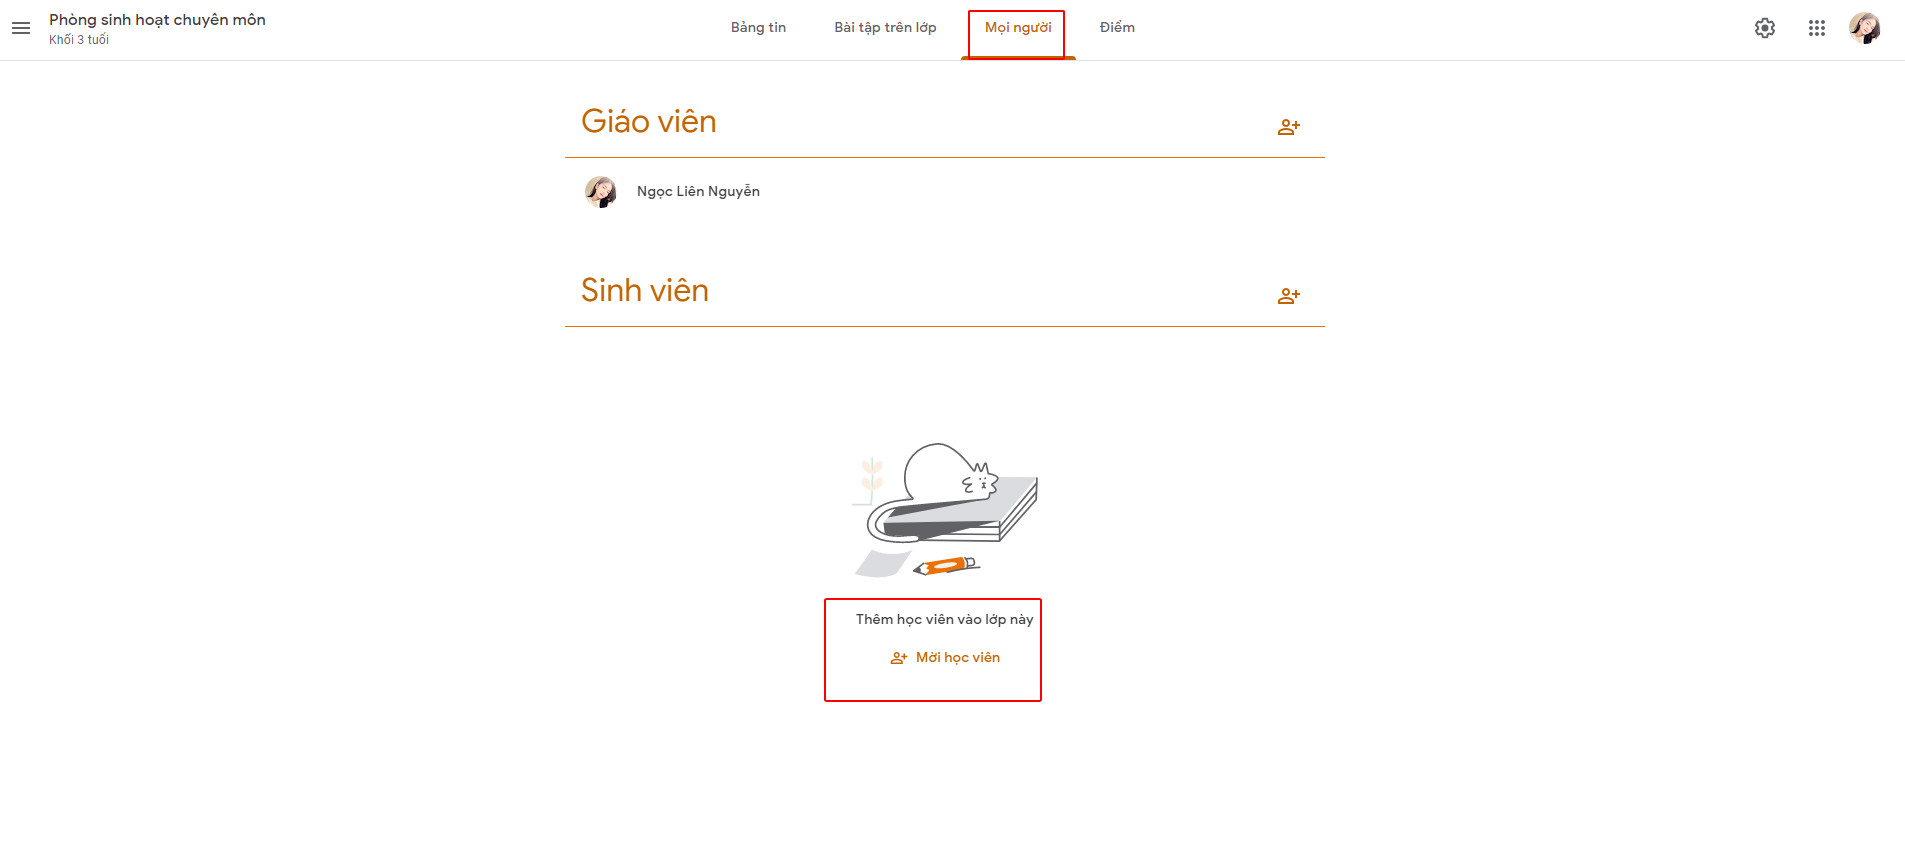 Phòng sinh hoạt chuyên môn
Khối 3 tuổi
Bảng tin
Bài tập trên lớp
Mọi người
Điểm
Giáo viên
Ngọc Liên Nguyễn
Sinh viên
Thêm học viên vào lớp này
Mời học viên